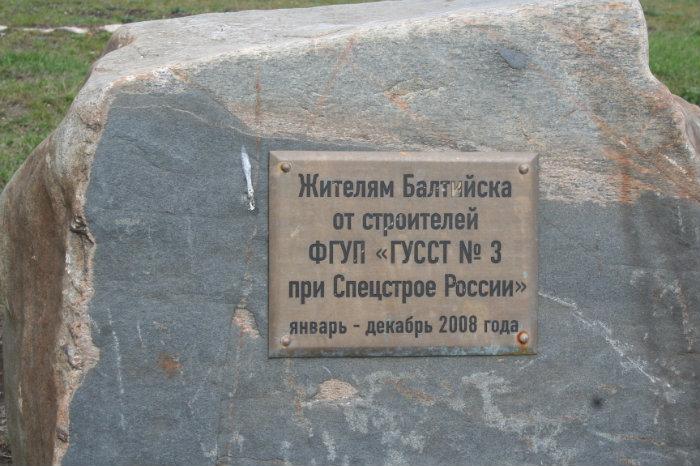 Жителям Балтийска
от строителей
ФГУП «ГУССТ № 3
при Спецстрое России»
январь - декабрь 2008 года